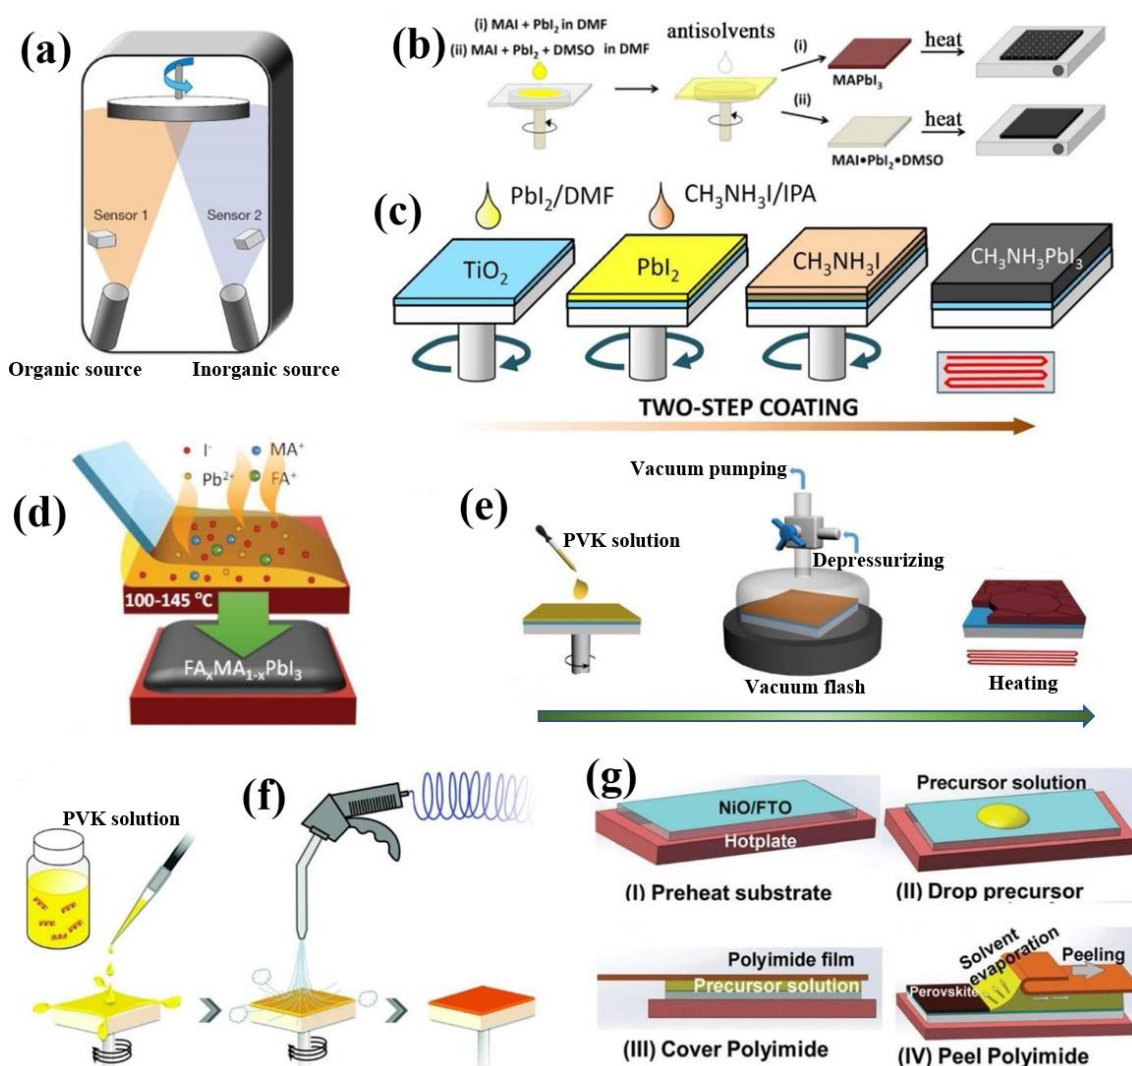 (a)
Sensor 1
Sensor 2
Organic source
Inorganic source
(b)
(i) MAI + PbI₂ in DMF
(ii) MAI + PbI₂ + DMSO in DMF
antisolvents
(i)
(ii)
MAPbI₃
heat
MAI•PbI₂•DMSO
heat
(c)
PbI₂/DMF
CH₃NH₃I/IPA
TiO₂
PbI₂
CH₃NH₃I
CH₃NH₃PbI₃
TWO-STEP COATING
(d)
I⁻
MA⁺
Pb²⁺
FA⁺
100-145 °C
FAₓMA₁₋ₓPbI₃
(e)
Vacuum pumping
PVK solution
Depressurizing
Vacuum flash
Heating
(f)
PVK solution
(g)
NiO/FTO
Hotplate
(I) Preheat substrate
Precursor solution
(II) Drop precursor
Polyimide film
Precursor solution
(III) Cover Polyimide
Solvent
evaporation
Peeling
Perovskite
(IV) Peel Polyimide